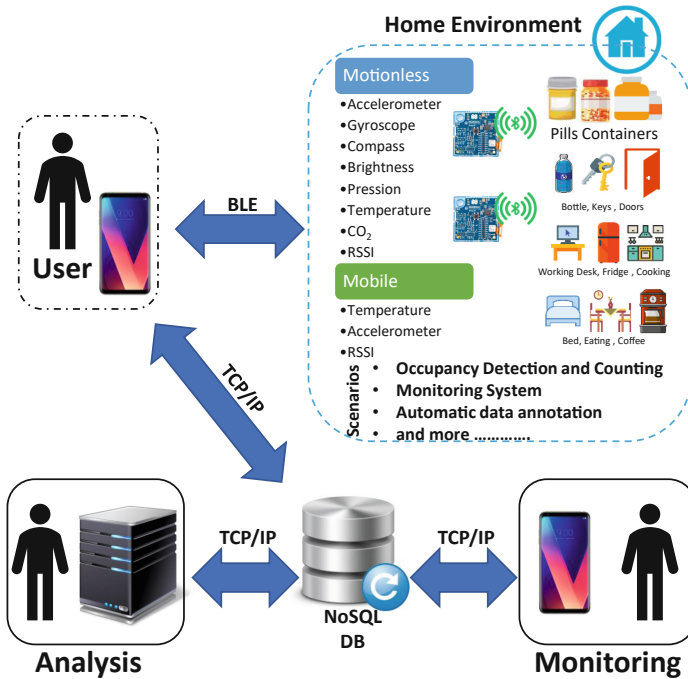 Home Environment
Motionless
•Accelerometer
•Gyroscope
•Compass
•Brightness
•Pression
•Temperature
•CO₂
•RSSI
Mobile
•Temperature
•Accelerometer
•RSSI
Pills Containers
Bottle, Keys , Doors
Working Desk, Fridge , Cooking
Bed, Eating , Coffee
Scenarios
• Occupancy Detection and Counting
• Monitoring System
• Automatic data annotation
• and more ………….
User
BLE
TCP/IP
TCP/IP
TCP/IP
NoSQL
DB
Analysis
Monitoring